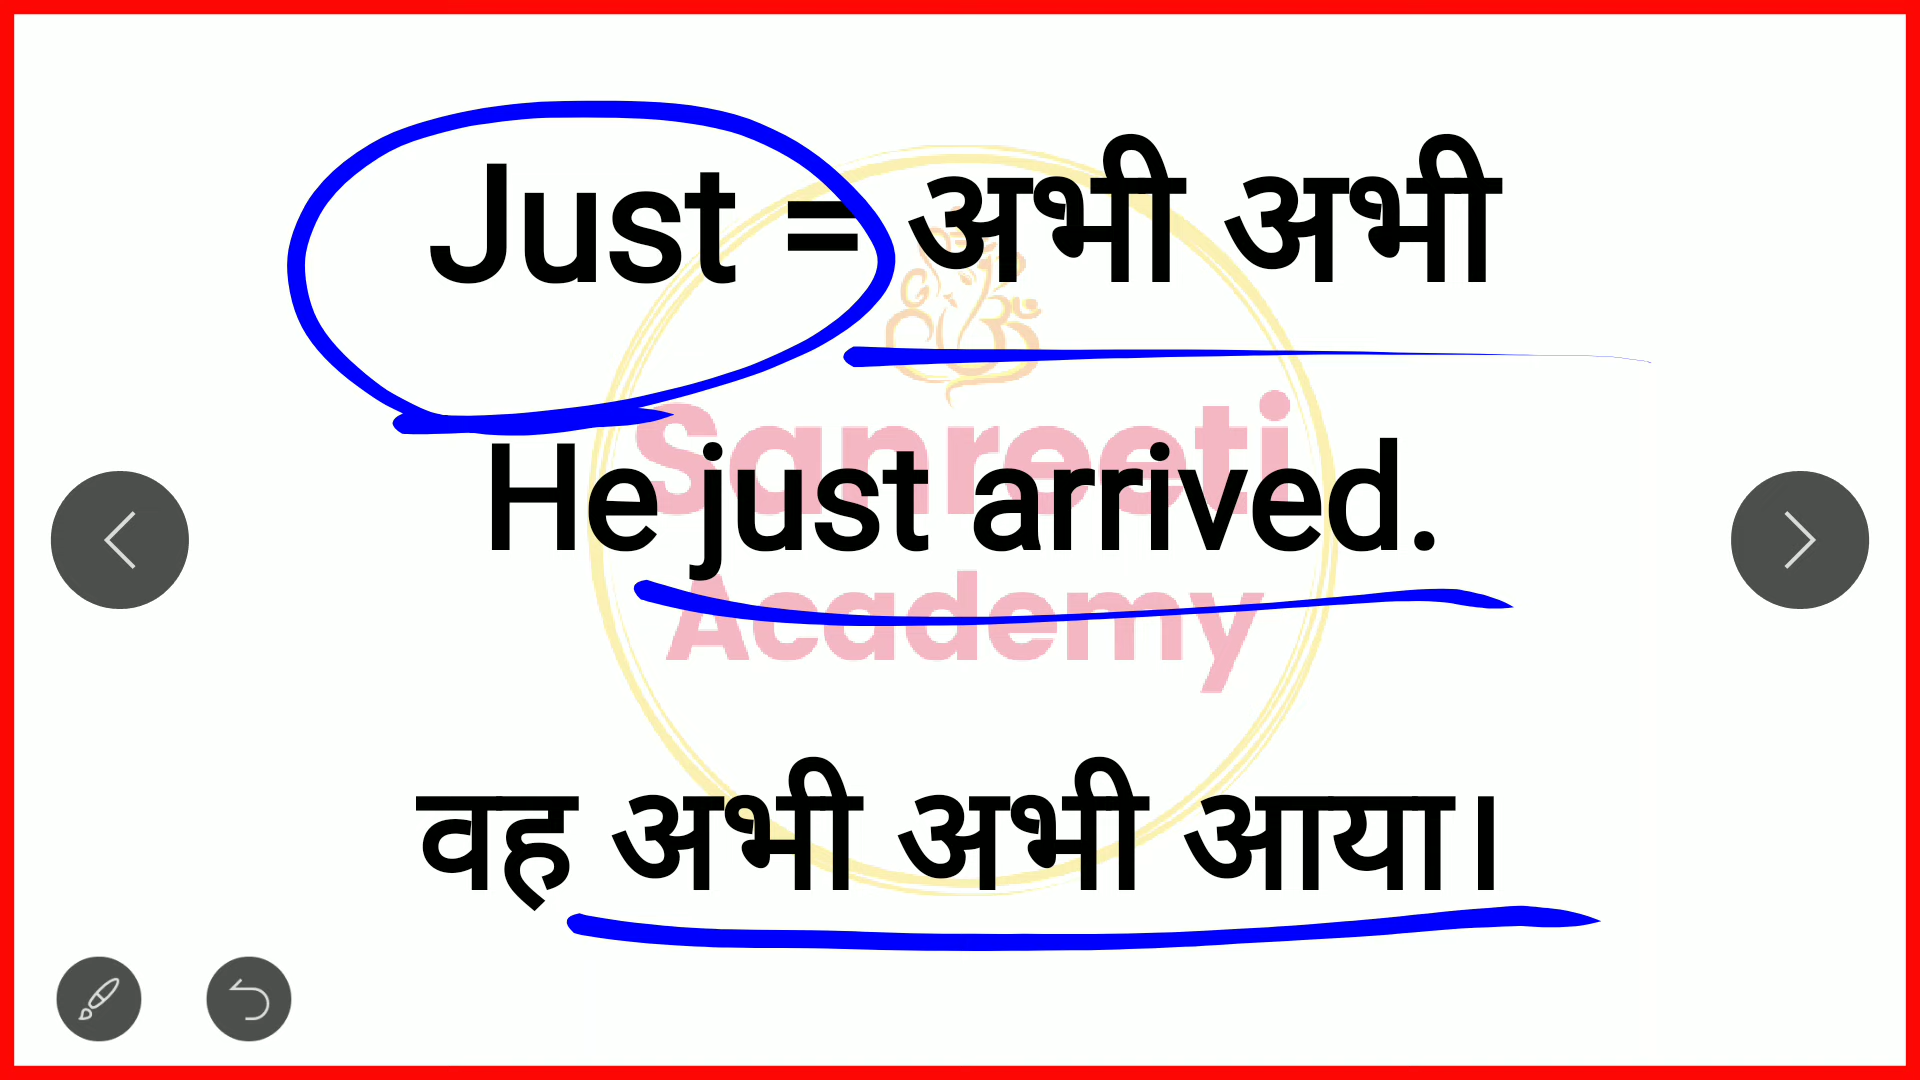 Just = अभी अभी
He just arrived.
वह अभी अभी आया।
Sanreeti
Academy